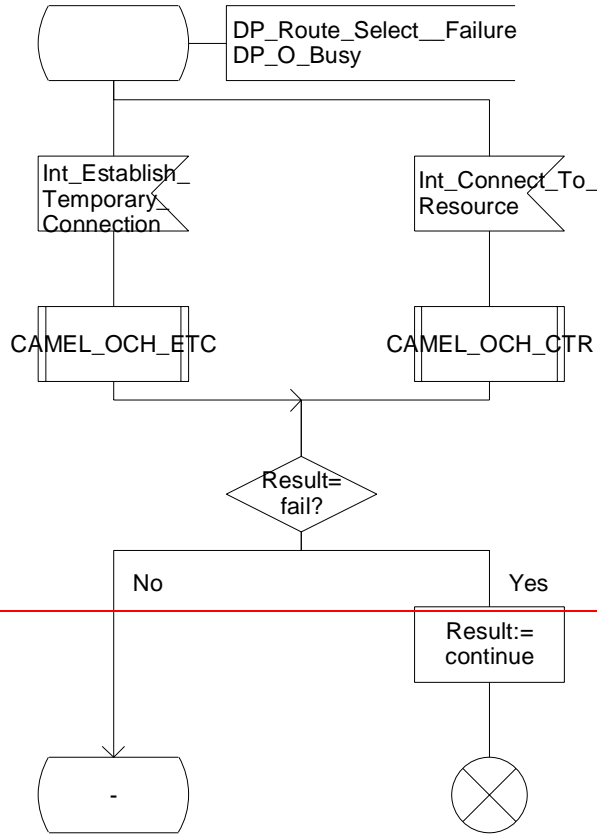 DP_Route_Select__Failure
DP_O_Busy
Int_Establish_
Temporary_
Connection
Int_Connect_To_
Resource
CAMEL_OCH_ETC
CAMEL_OCH_CTR
Result=
fail?
No
Yes
Result:=
continue
-